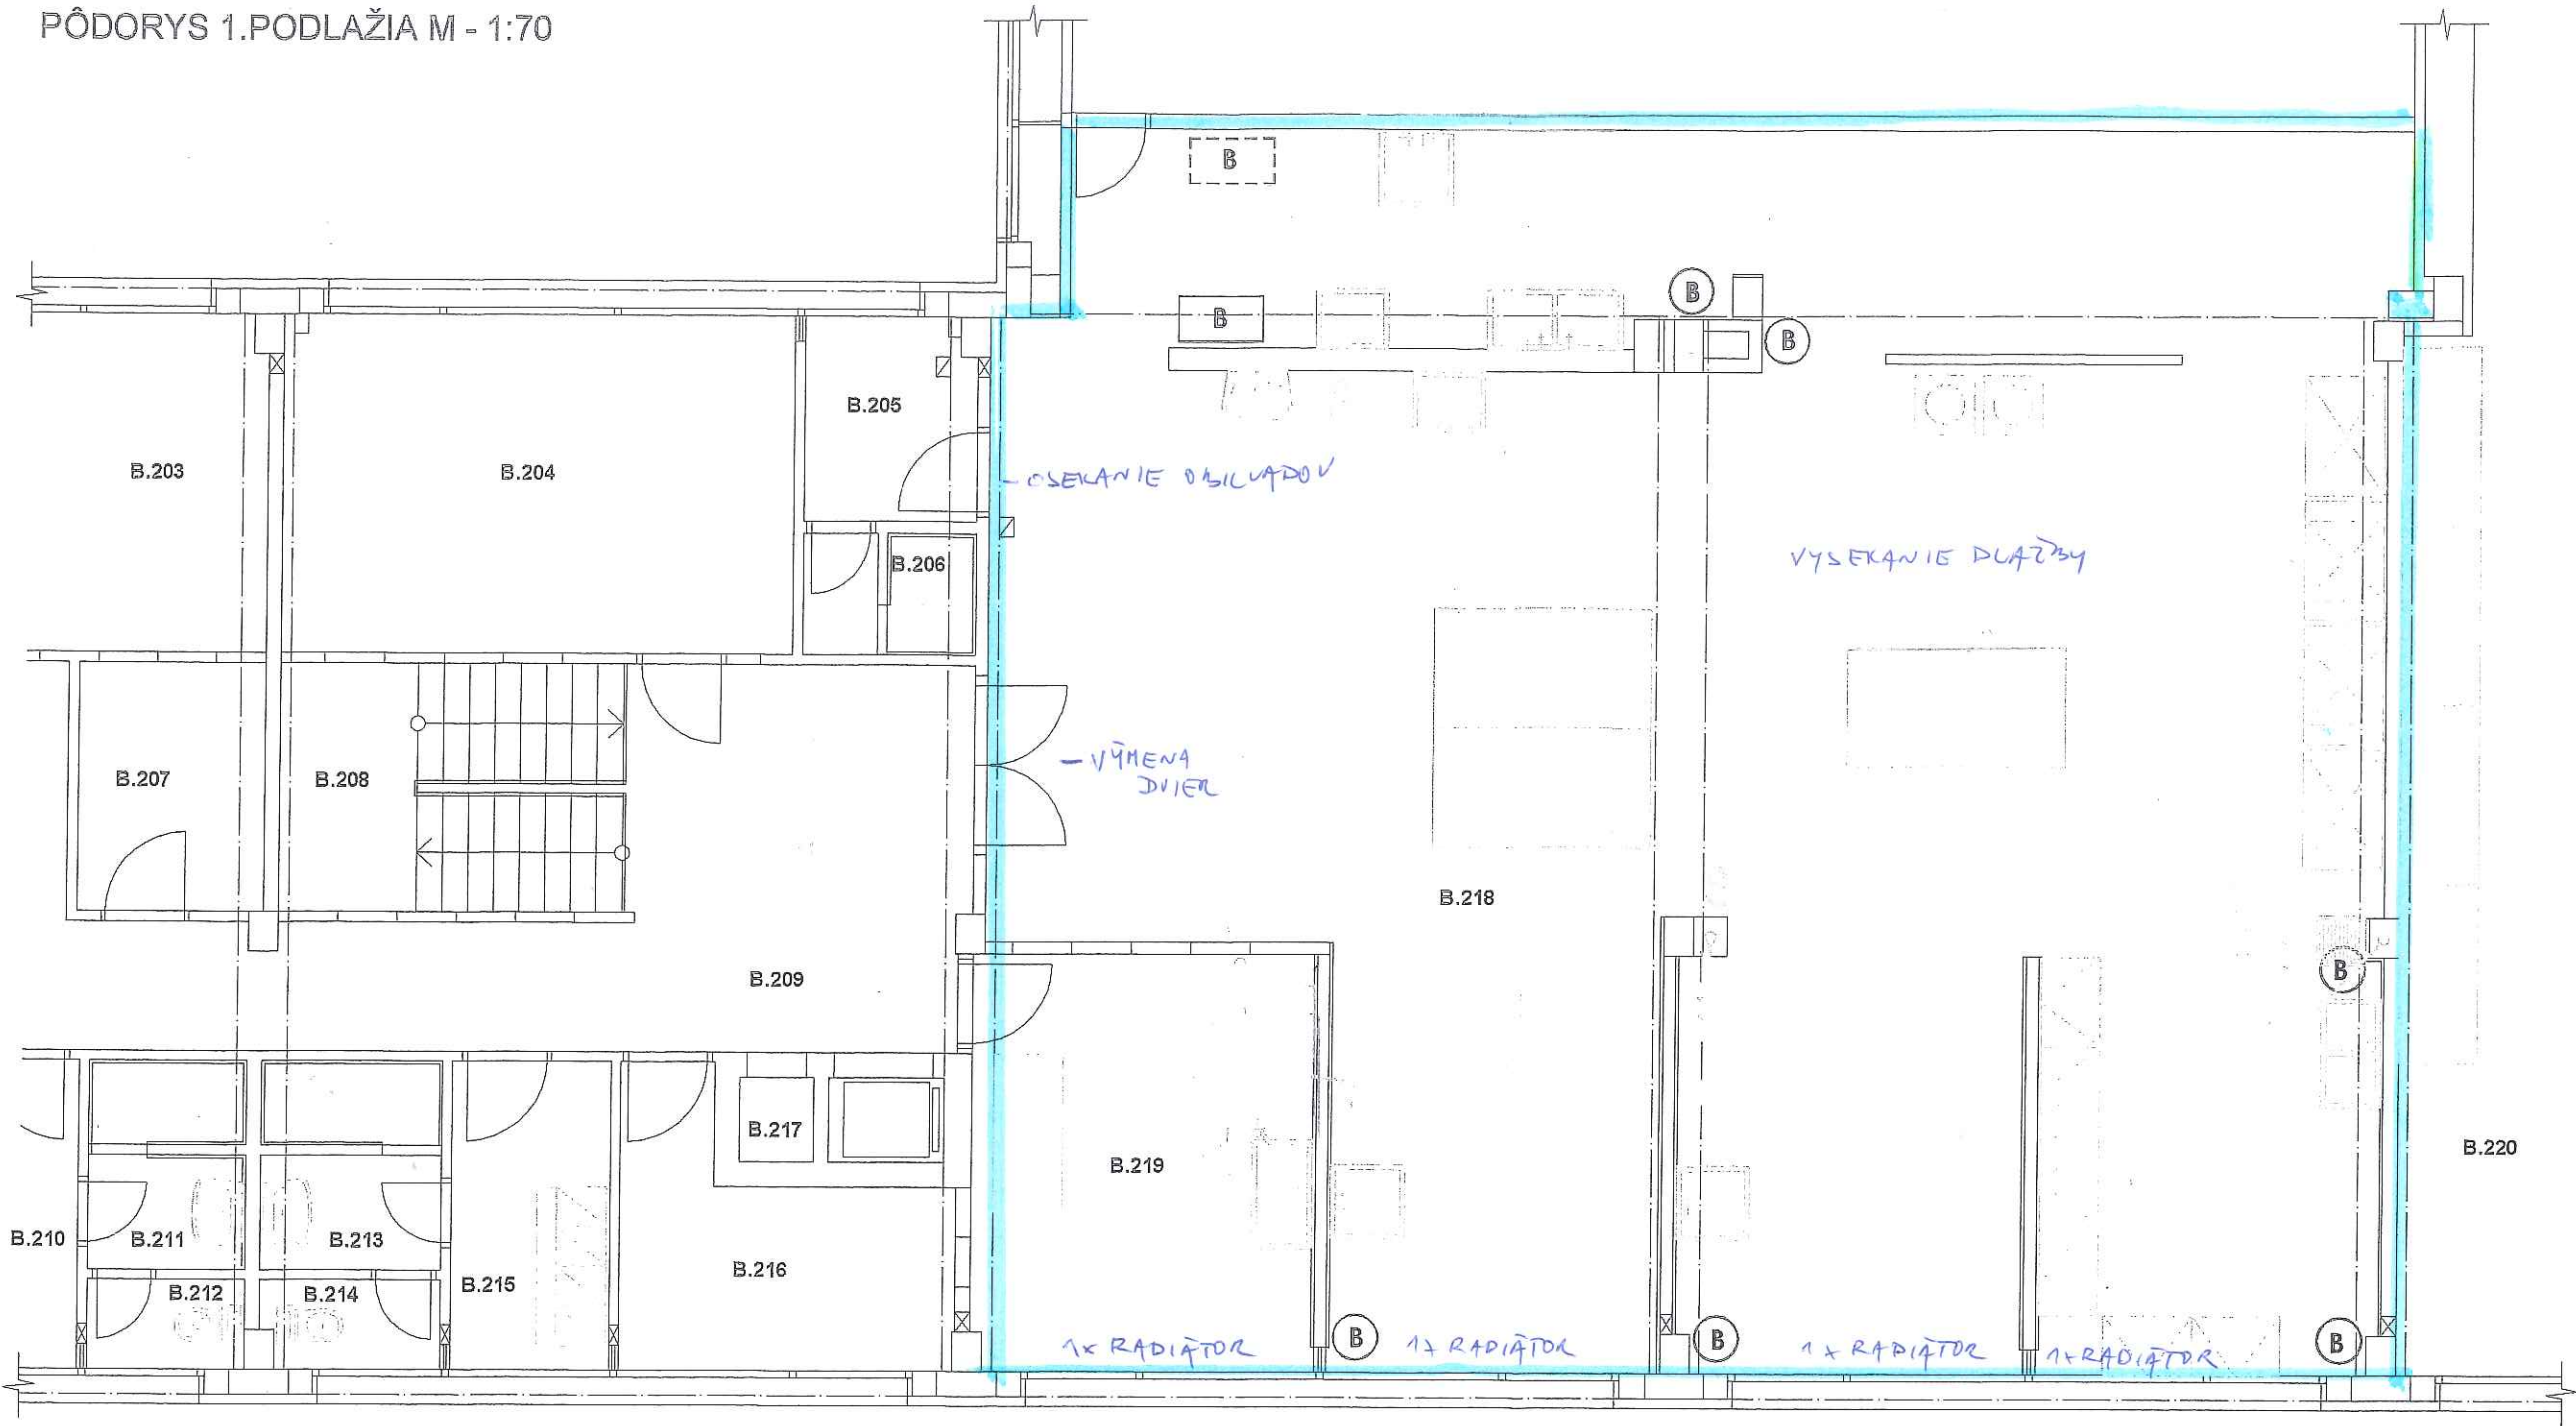 PÔDORYS 1.PODLAŽIA M - 1:70
B
B
B
B
B.205
B.203
B.204
- OSEKANIE OBKLADOV
VYSEKANIE DLAŽBY
B.206
- VÝMENA
DVIER
B.207
B.208
B.218
B.209
B
B.217
B.219
B.220
B.210
B.211
B.213
B.216
B.215
B.212
B.214
1x RADIÁTOR
B
1x RADIÁTOR
B
1x RADIÁTOR
1x RADIÁTOR
B